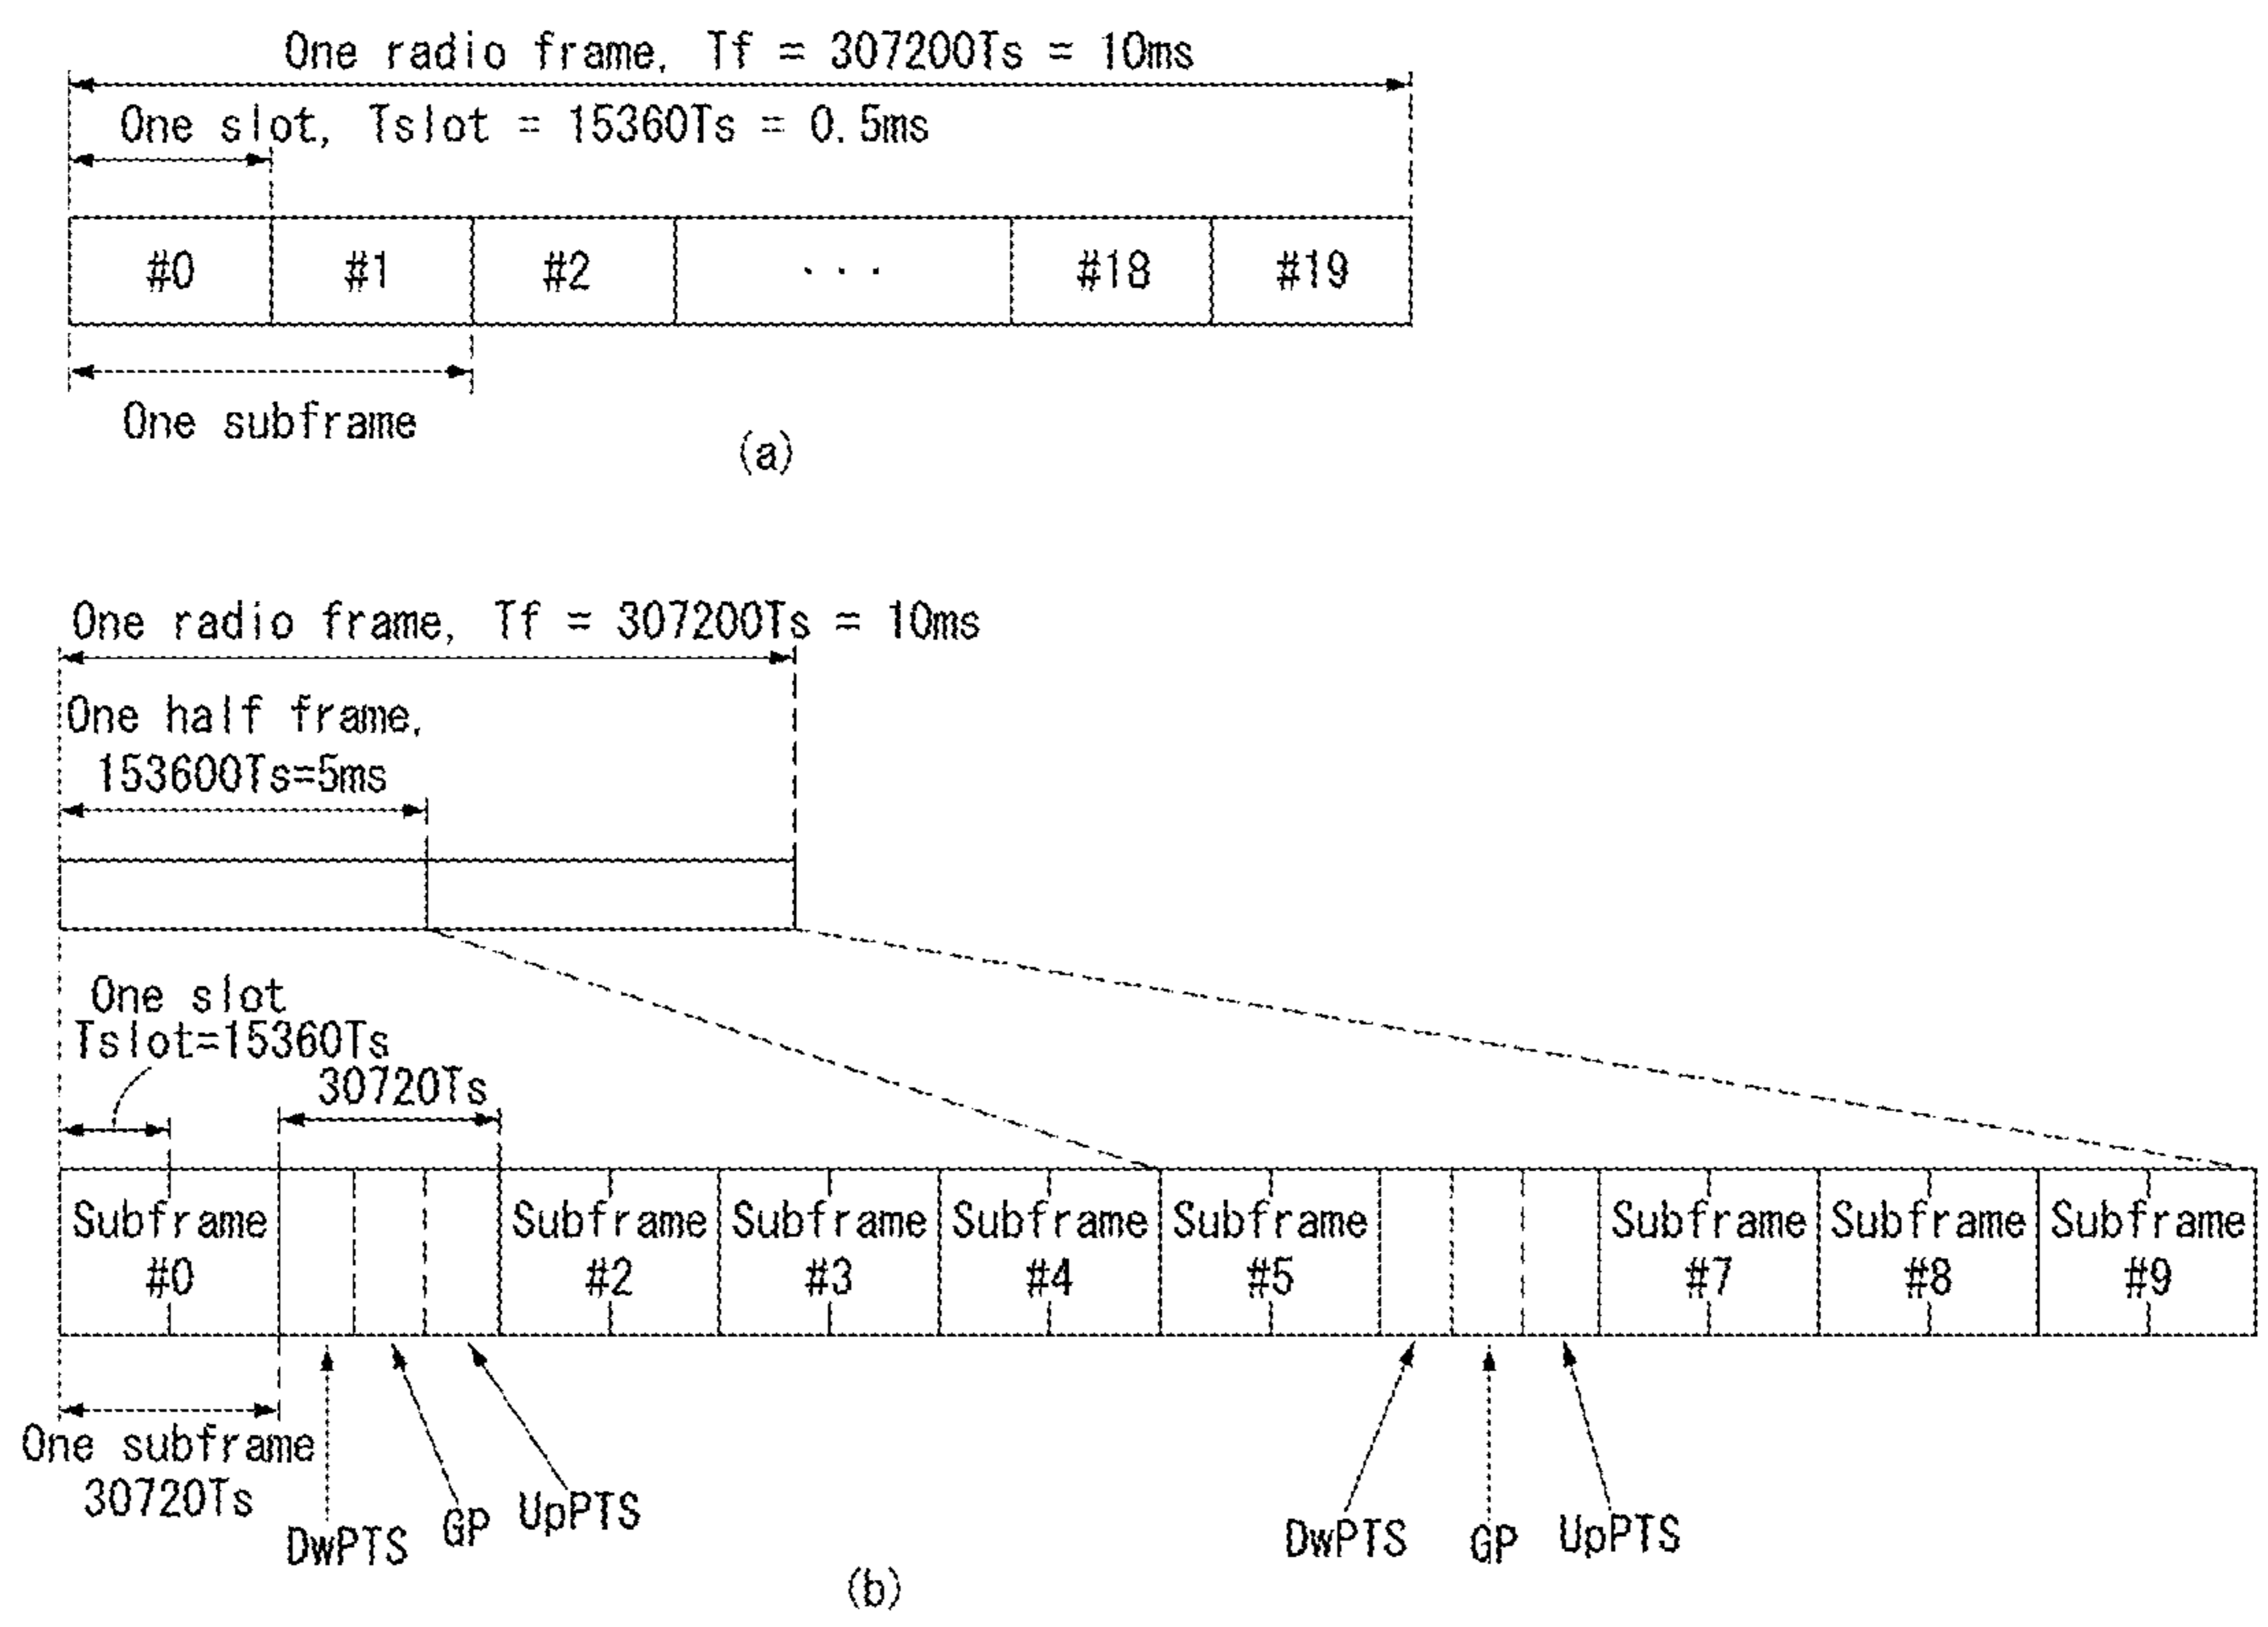 One radio frame, Tf = 307200Ts = 10ms
One slot, Tslot = 15360Ts = 0.5ms
#0 #1 #2 ... #18 #19
One subframe
(a)
One radio frame, Tf = 307200Ts = 10ms
One half frame,
153600Ts=5ms
One slot
Tslot=15360Ts
30720Ts
Subframe Subframe Subframe Subframe Subframe Subframe Subframe Subframe
#0 #2 #3 #4 #5 #7 #8 #9
One subframe
30720Ts
DwPTS GP UpPTS DwPTS GP UpPTS
(b)